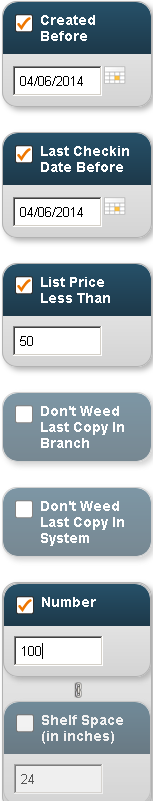 Created
Before
04/06/2014
Last Checkin
Date Before
04/06/2014
List Price
Less Than
50
Don't Weed
Last Copy In
Branch
Don't Weed
Last Copy In
System
Number
100
Shelf Space
(in inches)
24